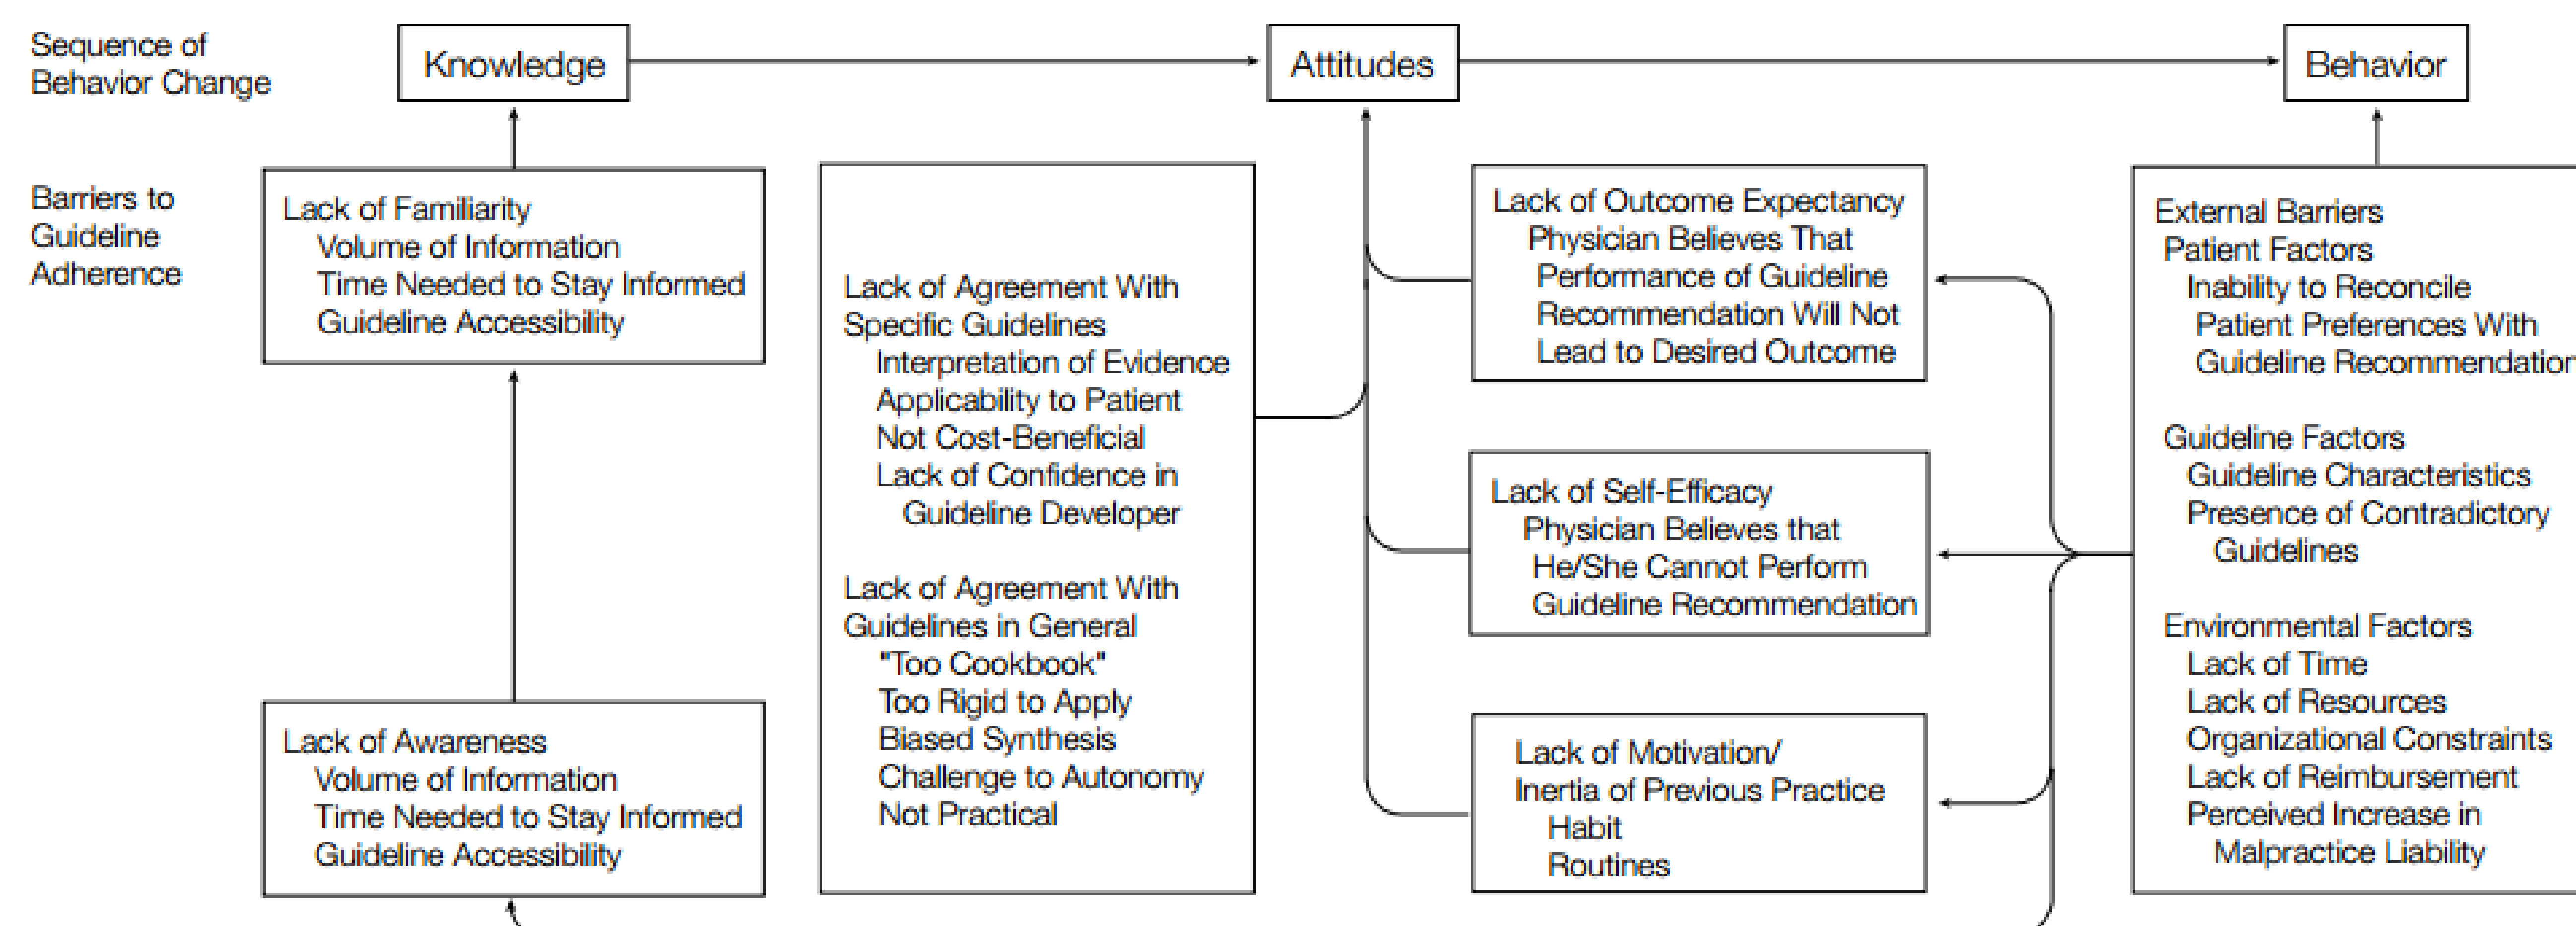 Sequence of
Behavior Change
Knowledge
Attitudes
Behavior
Barriers to
Guideline
Adherence
Lack of Familiarity
Volume of Information
Time Needed to Stay Informed
Guideline Accessibility
Lack of Awareness
Volume of Information
Time Needed to Stay Informed
Guideline Accessibility
Lack of Agreement With
Specific Guidelines
Interpretation of Evidence
Applicability to Patient
Not Cost-Beneficial
Lack of Confidence in
Guideline Developer
Lack of Agreement With
Guidelines in General
"Too Cookbook"
Too Rigid to Apply
Biased Synthesis
Challenge to Autonomy
Not Practical
Lack of Outcome Expectancy
Physician Believes That
Performance of Guideline
Recommendation Will Not
Lead to Desired Outcome
Lack of Self-Efficacy
Physician Believes that
He/She Cannot Perform
Guideline Recommendation
Lack of Motivation/
Inertia of Previous Practice
Habit
Routines
External Barriers
Patient Factors
Inability to Reconcile
Patient Preferences With
Guideline Recommendation
Guideline Factors
Guideline Characteristics
Presence of Contradictory
Guidelines
Environmental Factors
Lack of Time
Lack of Resources
Organizational Constraints
Lack of Reimbursement
Perceived Increase in
Malpractice Liability